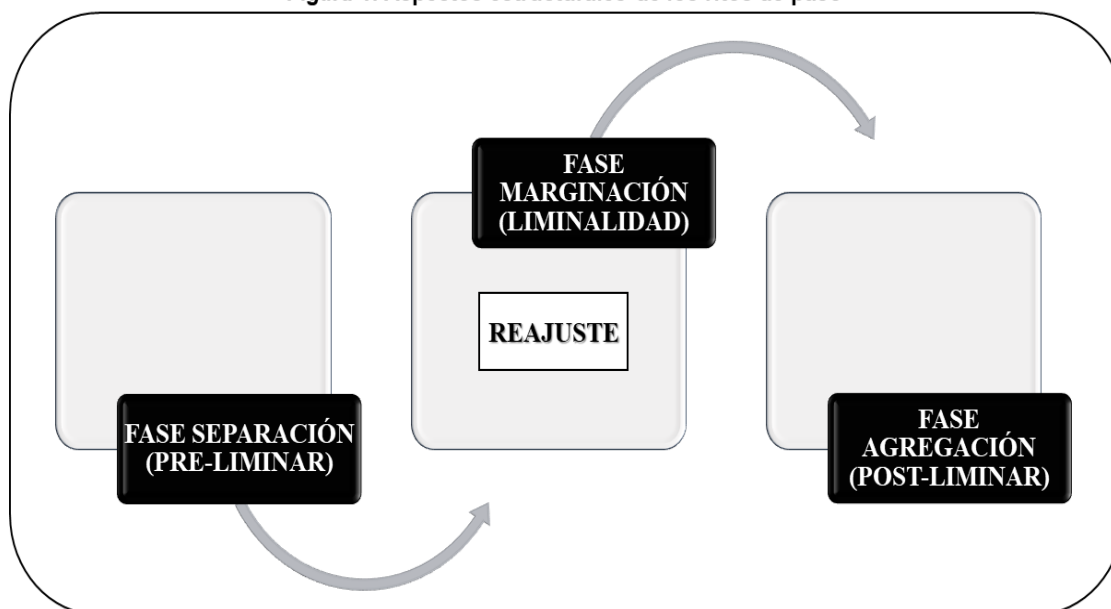 FASE SEPARACIÓN
(PRE-LIMINAR)
FASE
MARGINACIÓN
(LIMINALIDAD)
REAJUSTE
FASE
AGREGACIÓN
(POST-LIMINAR)